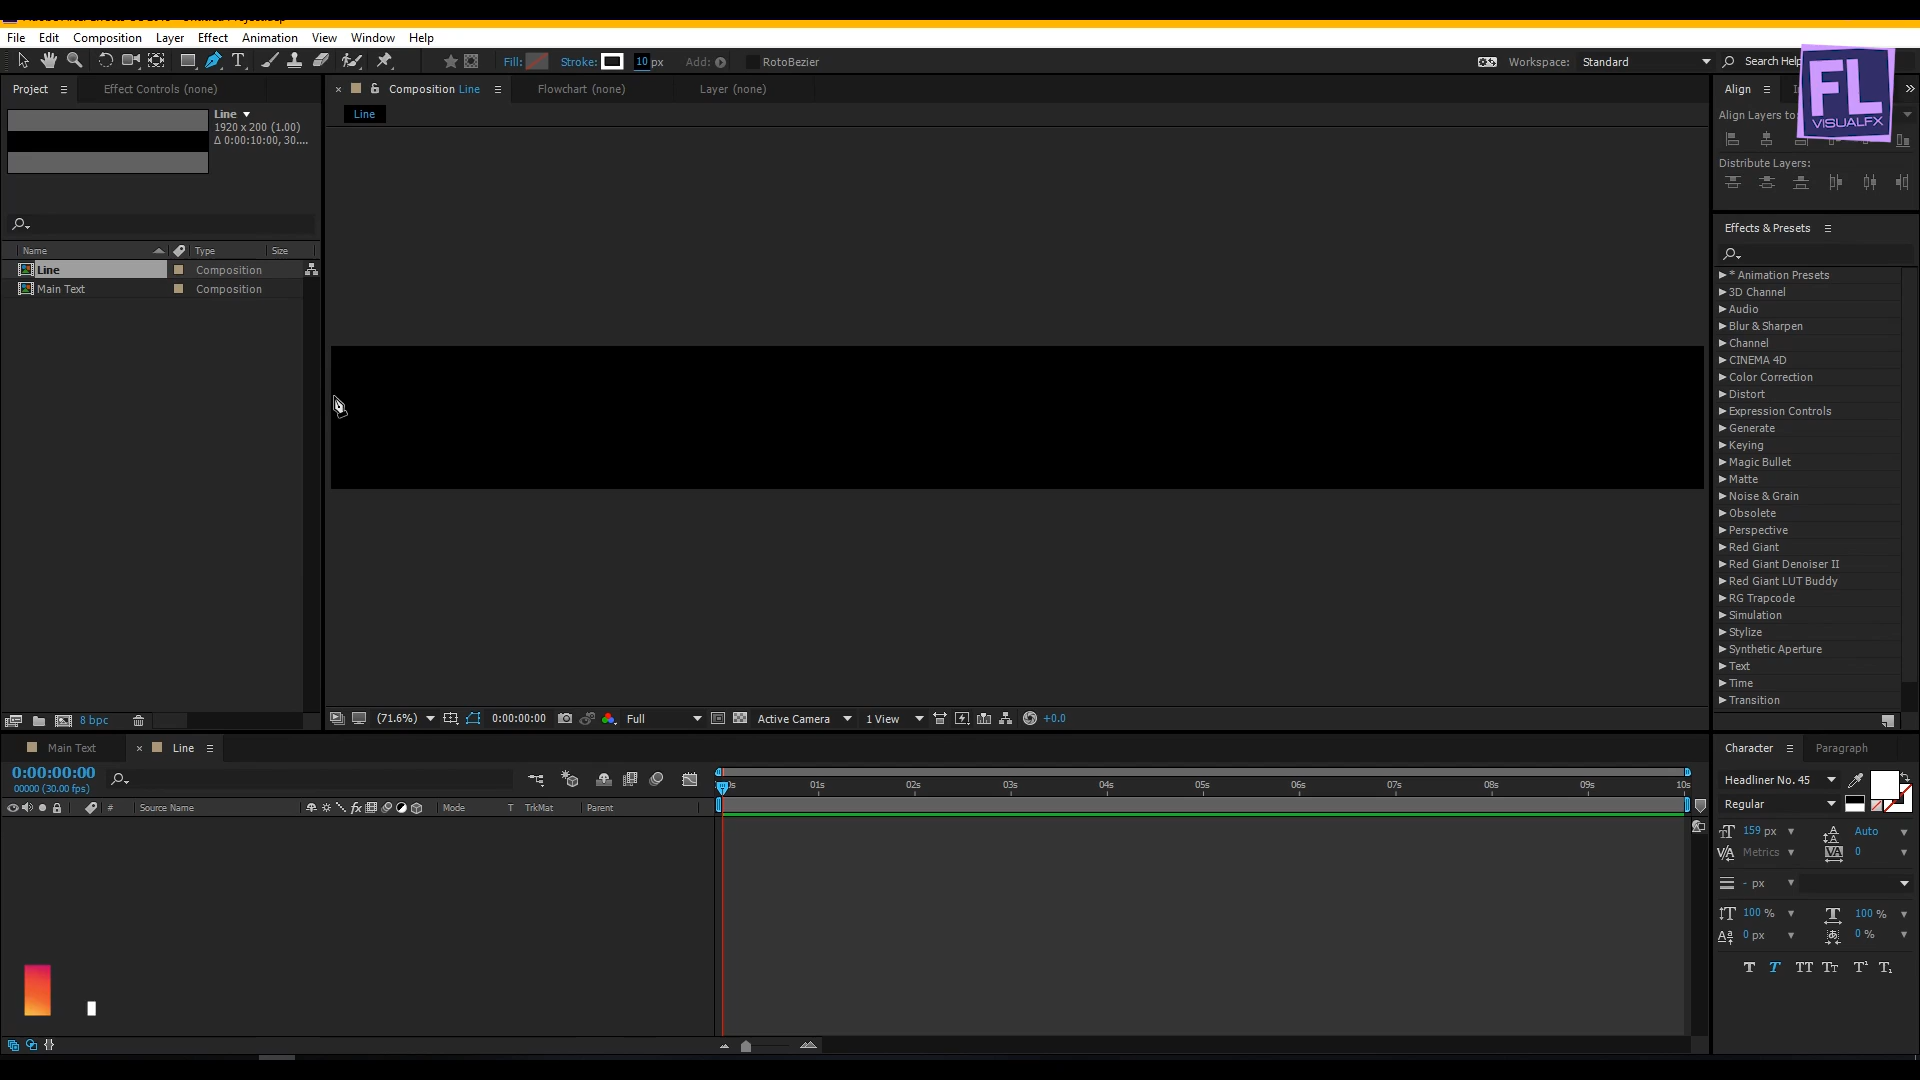 File Edit Composition Layer Effect Animation View Window Help
Fill: Stroke: 10 px Add: RotoBezier Workspace: Standard Search Help
FL
VISUALFX
Project Effect Controls (none) Composition Line Flowchart (none) Layer (none) Align
Line
1920 x 200 (1.00)
Δ 0:00:10:00, 30....
Line
Align Layers to:
Distribute Layers:
Effects & Presets
Name Type Size
Line Composition
Main Text Composition
* Animation Presets
3D Channel
Audio
Blur & Sharpen
Channel
CINEMA 4D
Color Correction
Distort
Expression Controls
Generate
Keying
Magic Bullet
Matte
Noise & Grain
Obsolete
Perspective
Red Giant
Red Giant Denoiser II
Red Giant LUT Buddy
RG Trapcode
Simulation
Stylize
Synthetic Aperture
Text
Time
Transition
8 bpc (71.6%) 0:00:00:00 Full Active Camera 1 View +0.0
Main Text Line
0:00:00:00
00000 (30.00 fps)
01s 02s 03s 04s 05s 06s 07s 08s 09s 10s
# Source Name fx Mode T TrkMat Parent
Character Paragraph
Headliner No. 45
Regular
159 px Auto
Metrics 0
- px
100 % 100 %
0 px 0 %
T T TT Tt T¹ T₁